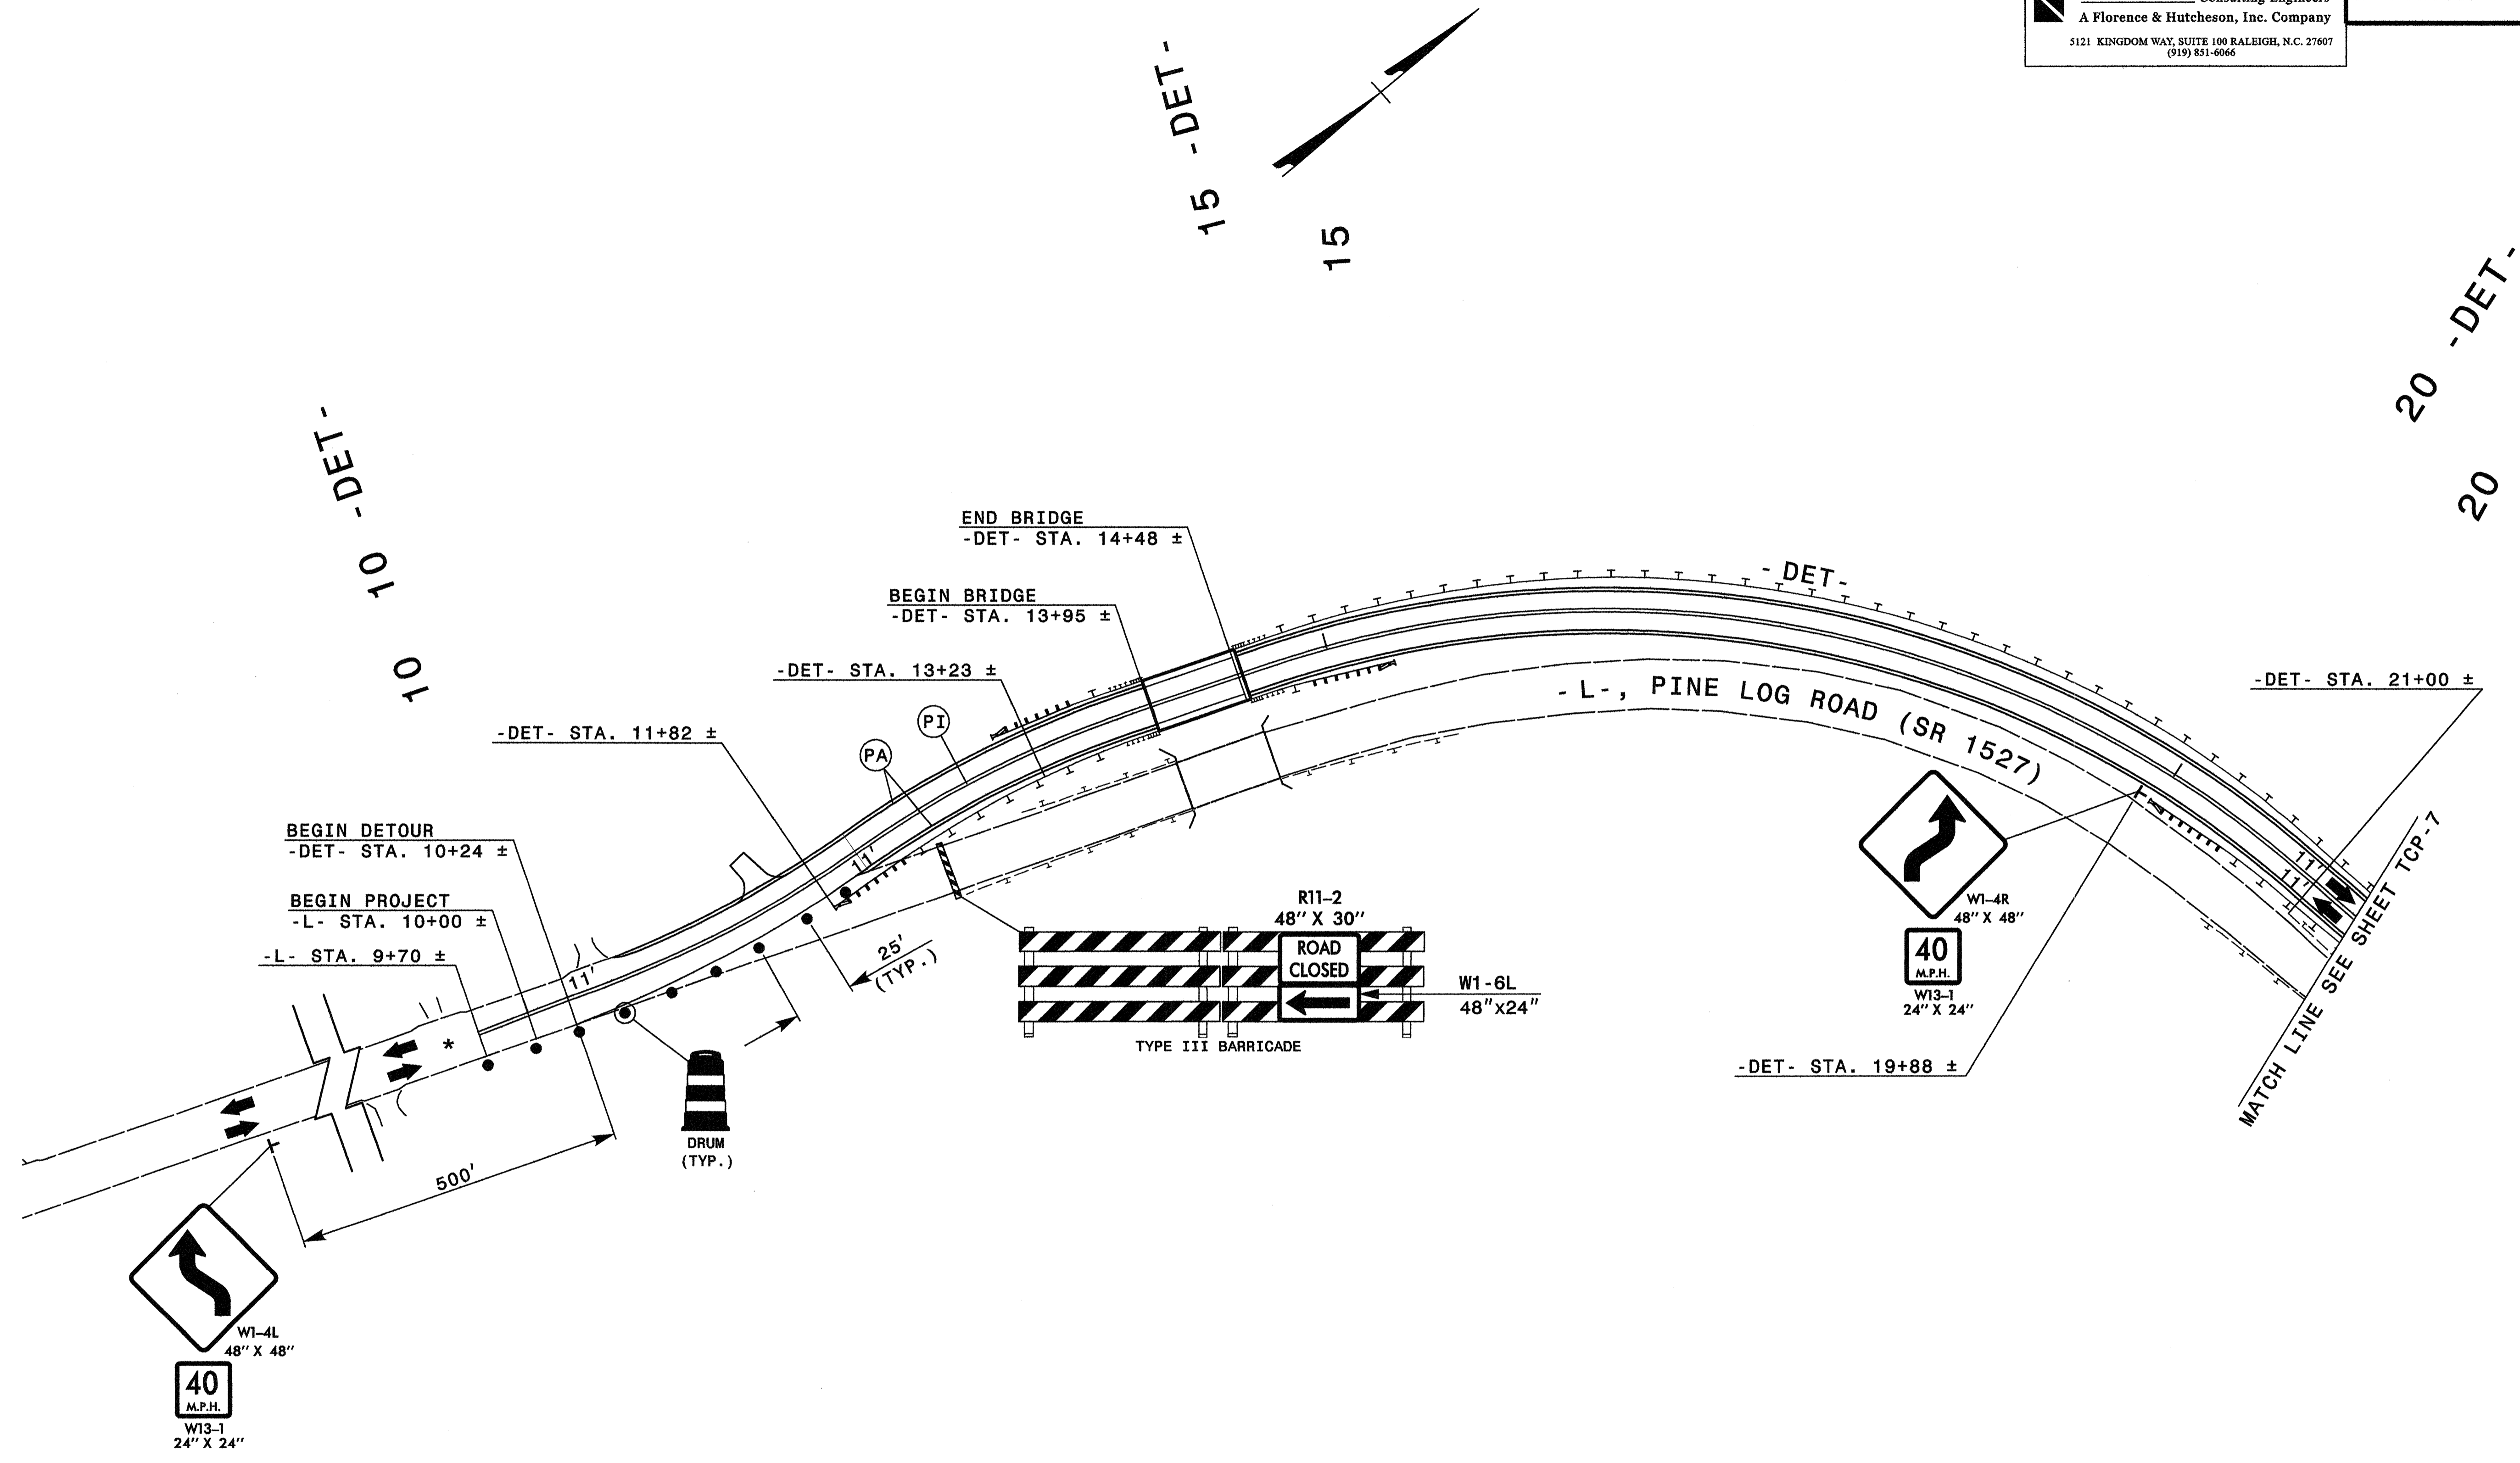 A Florence & Hutcheson, Inc. Company
5121 KINGDOM WAY, SUITE 100 RALEIGH, N.C. 27607
(919) 851-6066
15 -DET-
15
20 -DET-
20
10 -DET-
10
END BRIDGE
-DET- STA. 14+48 ±
BEGIN BRIDGE
-DET- STA. 13+95 ±
-DET- STA. 13+23 ±
-DET- STA. 11+82 ±
PI
PA
-DET-
-L-, PINE LOG ROAD (SR 1527)
-DET- STA. 21+00 ±
BEGIN DETOUR
-DET- STA. 10+24 ±
BEGIN PROJECT
-L- STA. 10+00 ±
-L- STA. 9+70 ±
11'
11'
11'
11'
*
25'
(TYP.)
R11-2
48" X 30"
ROAD
CLOSED
W1-6L
48"x24"
TYPE III BARRICADE
DRUM
(TYP.)
500'
W1-4L
48" X 48"
40
M.P.H.
W13-1
24" X 24"
W1-4R
48" X 48"
40
M.P.H.
W13-1
24" X 24"
-DET- STA. 19+88 ±
MATCH LINE SEE SHEET TCP-7